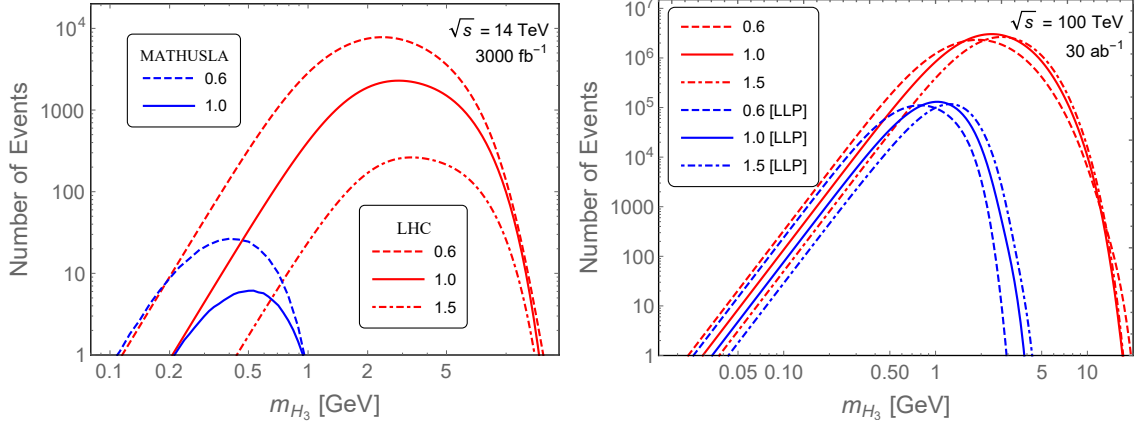 √s = 14 TeV
3000 fb⁻¹
MATHUSLA
0.6
1.0
LHC
0.6
1.0
1.5
Number of Events
10⁴
1000
100
10
1
0.1 0.2 0.5 1 2 5
m_{H₃} [GeV]
√s = 100 TeV
30 ab⁻¹
0.6
1.0
1.5
0.6 [LLP]
1.0 [LLP]
1.5 [LLP]
Number of Events
10⁷
10⁶
10⁵
10⁴
1000
100
10
1
0.05 0.10 0.50 1 5 10
m_{H₃} [GeV]